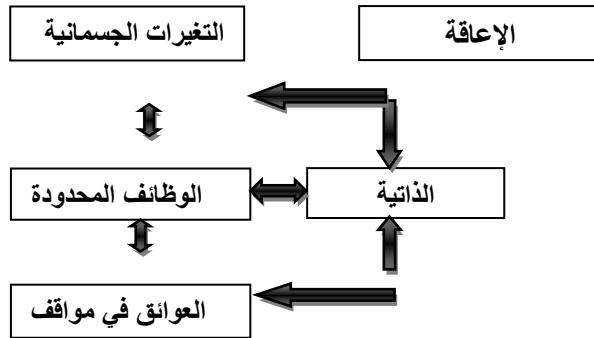 الإعاقة
التغيرات الجسمانية
الذاتية
الوظائف المحدودة
العوائق في مواقف